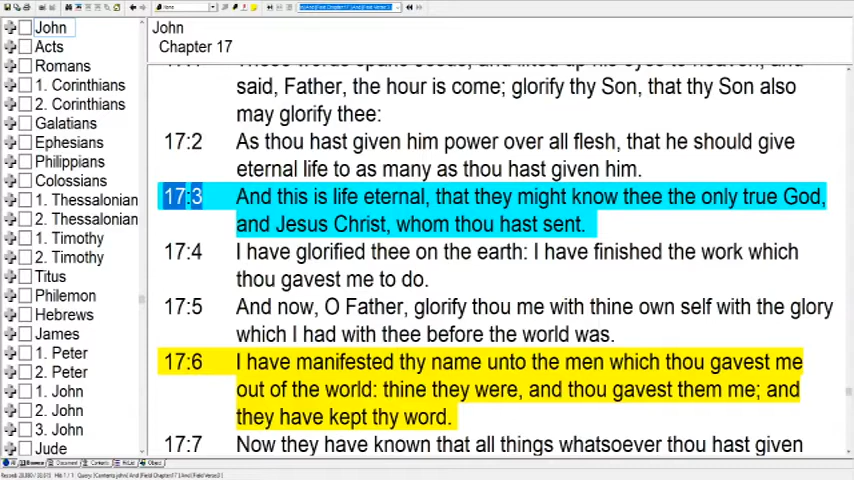 John
Acts
Romans
1. Corinthians
2. Corinthians
Galatians
Ephesians
Philippians
Colossians
1. Thessalonian
2. Thessalonian
1. Timothy
2. Timothy
Titus
Philemon
Hebrews
James
1. Peter
2. Peter
1. John
2. John
3. John
Jude
John
Chapter 17
said, Father, the hour is come; glorify thy Son, that thy Son also
may glorify thee:
17:2 As thou hast given him power over all flesh, that he should give
eternal life to as many as thou hast given him.
17:3 And this is life eternal, that they might know thee the only true God,
and Jesus Christ, whom thou hast sent.
17:4 I have glorified thee on the earth: I have finished the work which
thou gavest me to do.
17:5 And now, O Father, glorify thou me with thine own self with the glory
which I had with thee before the world was.
17:6 I have manifested thy name unto the men which thou gavest me
out of the world: thine they were, and thou gavest them me; and
they have kept thy word.
17:7 Now they have known that all things whatsoever thou hast given
All Browse Document Contents Hit List Object